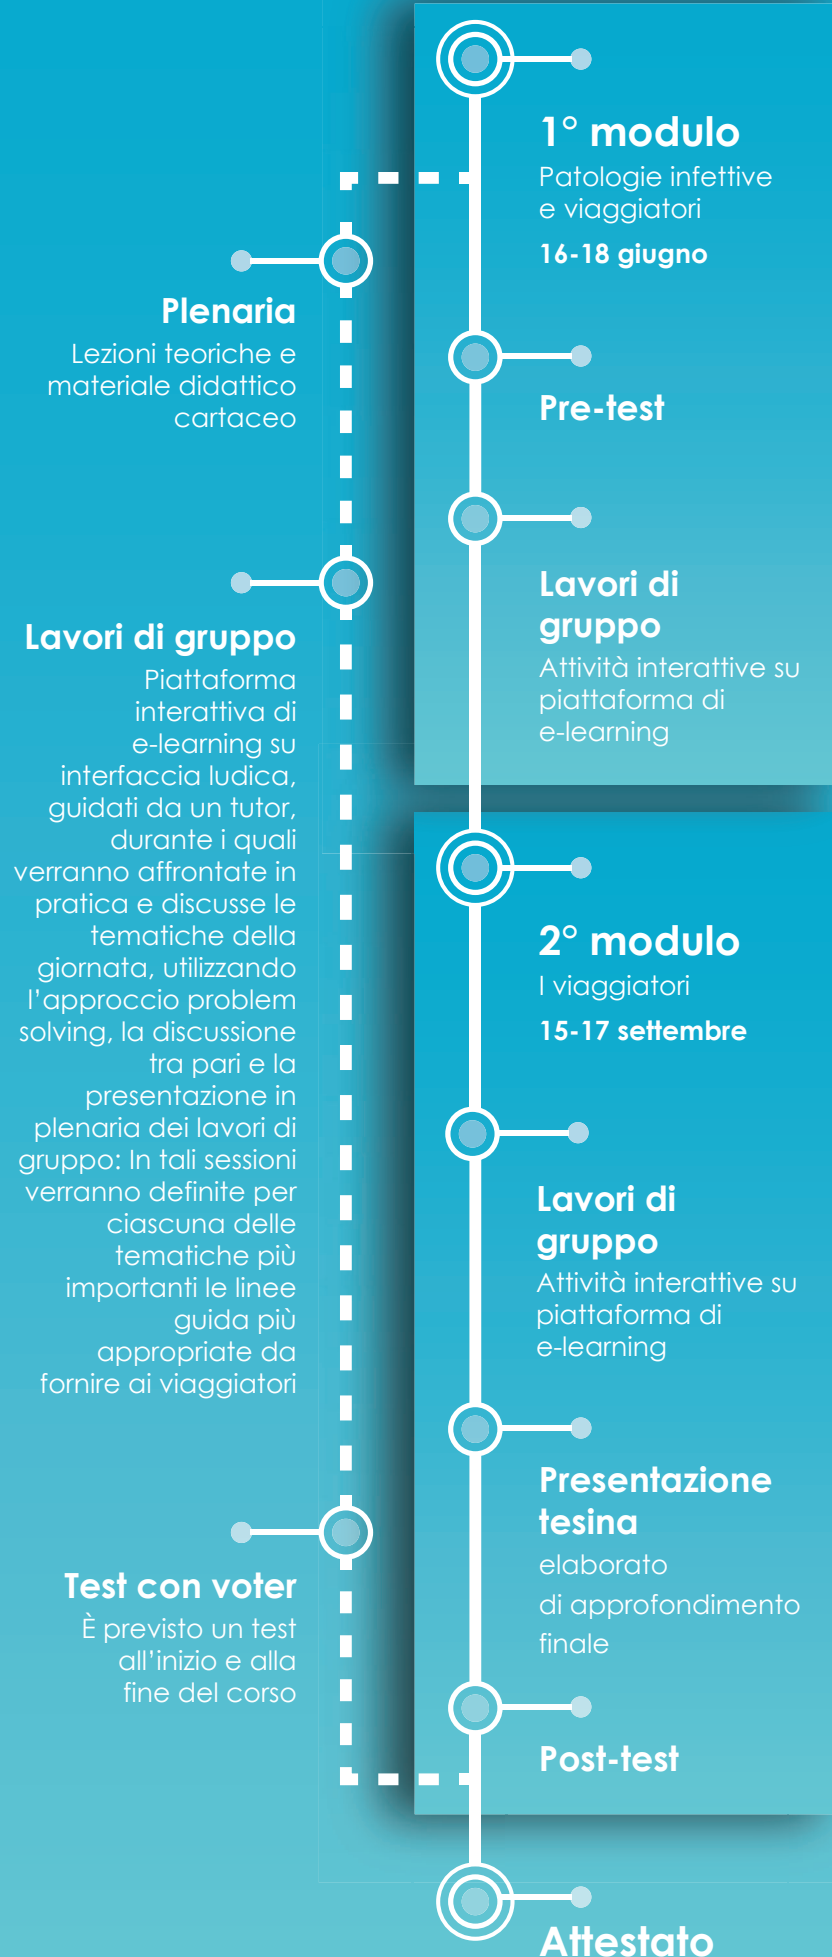 1° modulo
Patologie infettive
e viaggiatori
16-18 giugno
Pre-test
Lavori di
gruppo
Attività interattive su
piattaforma di
e-learning
2° modulo
I viaggiatori
15-17 settembre
Lavori di
gruppo
Attività interattive su
piattaforma di
e-learning
Presentazione
tesina
elaborato
di approfondimento
finale
Post-test
Attestato
Plenaria
Lezioni teoriche e
materiale didattico
cartaceo
Lavori di gruppo
Piattaforma
interattiva di
e-learning su
interfaccia ludica,
guidati da un tutor,
durante i quali
verranno affrontate in
pratica e discusse le
tematiche della
giornata, utilizzando
l'approccio problem
solving, la discussione
tra pari e la
presentazione in
plenaria dei lavori di
gruppo: In tali sessioni
verranno definite per
ciascuna delle
tematiche più
importanti le linee
guida più
appropriate da
fornire ai viaggiatori
Test con voter
È previsto un test
all'inizio e alla
fine del corso